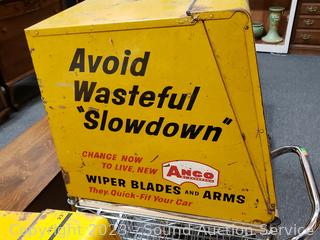 Avoid
Wasteful
"Slowdown"
CHANGE NOW
TO LIVE, NEW
ANCO
WIPER BLADES AND ARMS
They Quick-Fit Your Car
Copyright 2023 - Sound Auction Service